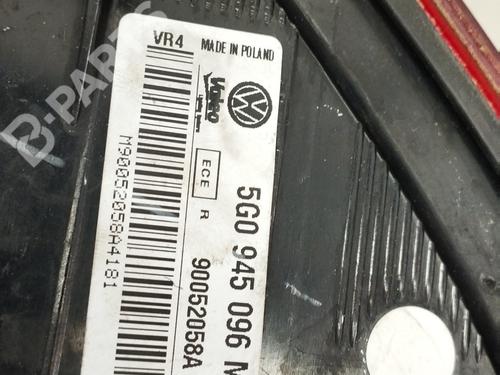 VR4 MADE IN POLAND
Valeo
ECE R
5G0 945 096
90052058A
M90052058A4181
B-PARTS